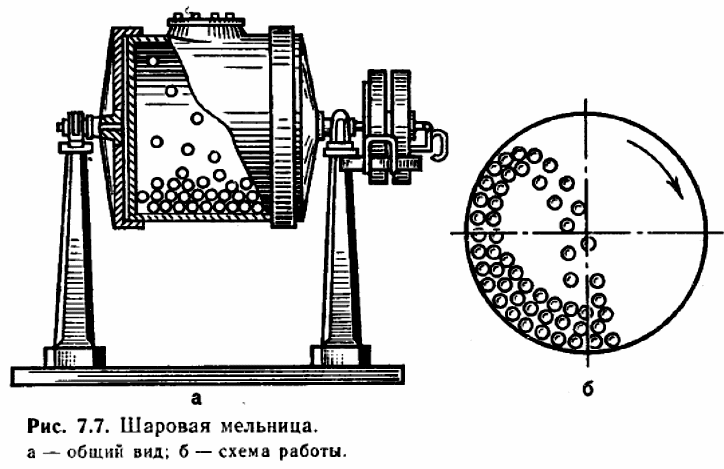 а
б
Рис. 7.7. Шаровая мельница.
а — общий вид; б — схема работы.